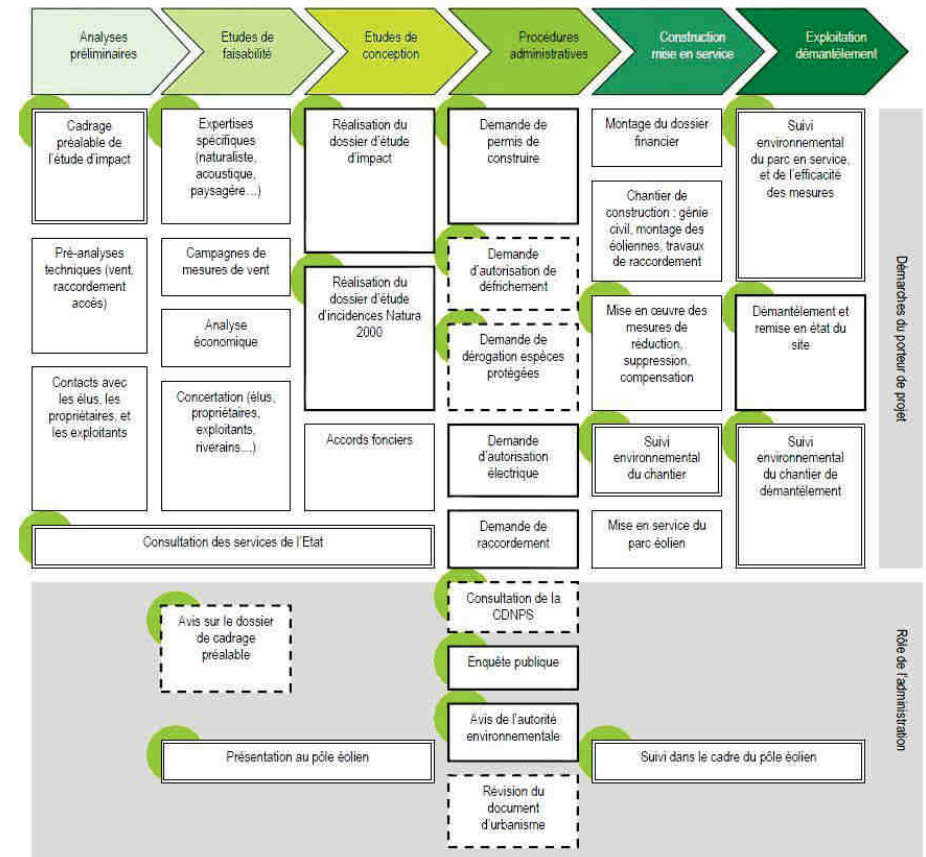 Analyses
préliminaires
Etudes de
faisabilité
Etudes de
conception
Procédures
administratives
Construction
mise en service
Exploitation
démantèlement
Cadrage
préalable de
l'étude d'impact
Pré-analyses
techniques (vent,
raccordement
accès)
Contacts avec
les élus, les
propriétaires, et
les exploitants
Expertises
spécifiques
(naturaliste,
acoustique,
paysagère…)
Campagnes de
mesures de vent
Analyse
économique
Concertation (élus,
propriétaires,
exploitants,
riverains…)
Réalisation du
dossier d'étude
d'impact
Réalisation du
dossier d'étude
d'incidences Natura
2000
Accords fonciers
Consultation des services de l'Etat
Demande de
permis de
construire
Demande
d'autorisation de
défrichement
Demande de
dérogation espèces
protégées
Demande
d'autorisation
électrique
Demande de
raccordement
Montage du dossier
financier
Chantier de
construction : génie
civil, montage des
éoliennes, travaux
de raccordement
Mise en œuvre des
mesures de
réduction,
suppression,
compensation
Suivi
environnemental
du chantier
Mise en service du
parc éolien
Suivi
environnemental
du parc en service,
et de l'efficacité
des mesures
Démantèlement et
remise en état du
site
Suivi
environnemental
du chantier de
démantèlement
Démarches du porteur de projet
Avis sur le dossier
de cadrage
préalable
Présentation au pôle éolien
Consultation de la
CDNPS
Enquête publique
Avis de l'autorité
environnementale
Révision du
document
d'urbanisme
Suivi dans le cadre du pôle éolien
Rôle de l'administration